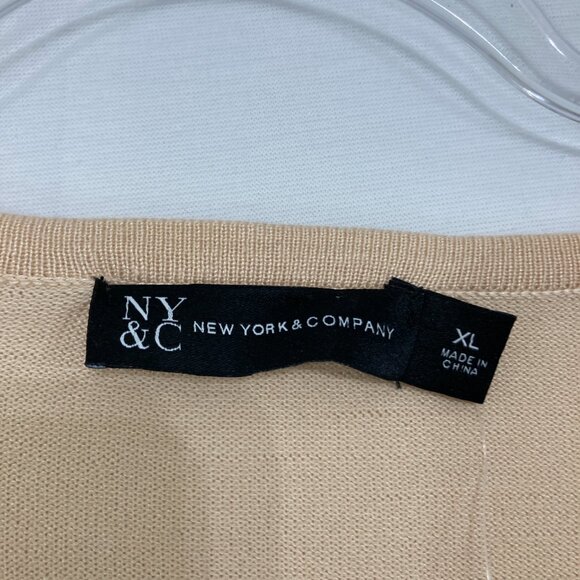 NY
&C
NEW YORK & COMPANY
XL
MADE IN
CHINA